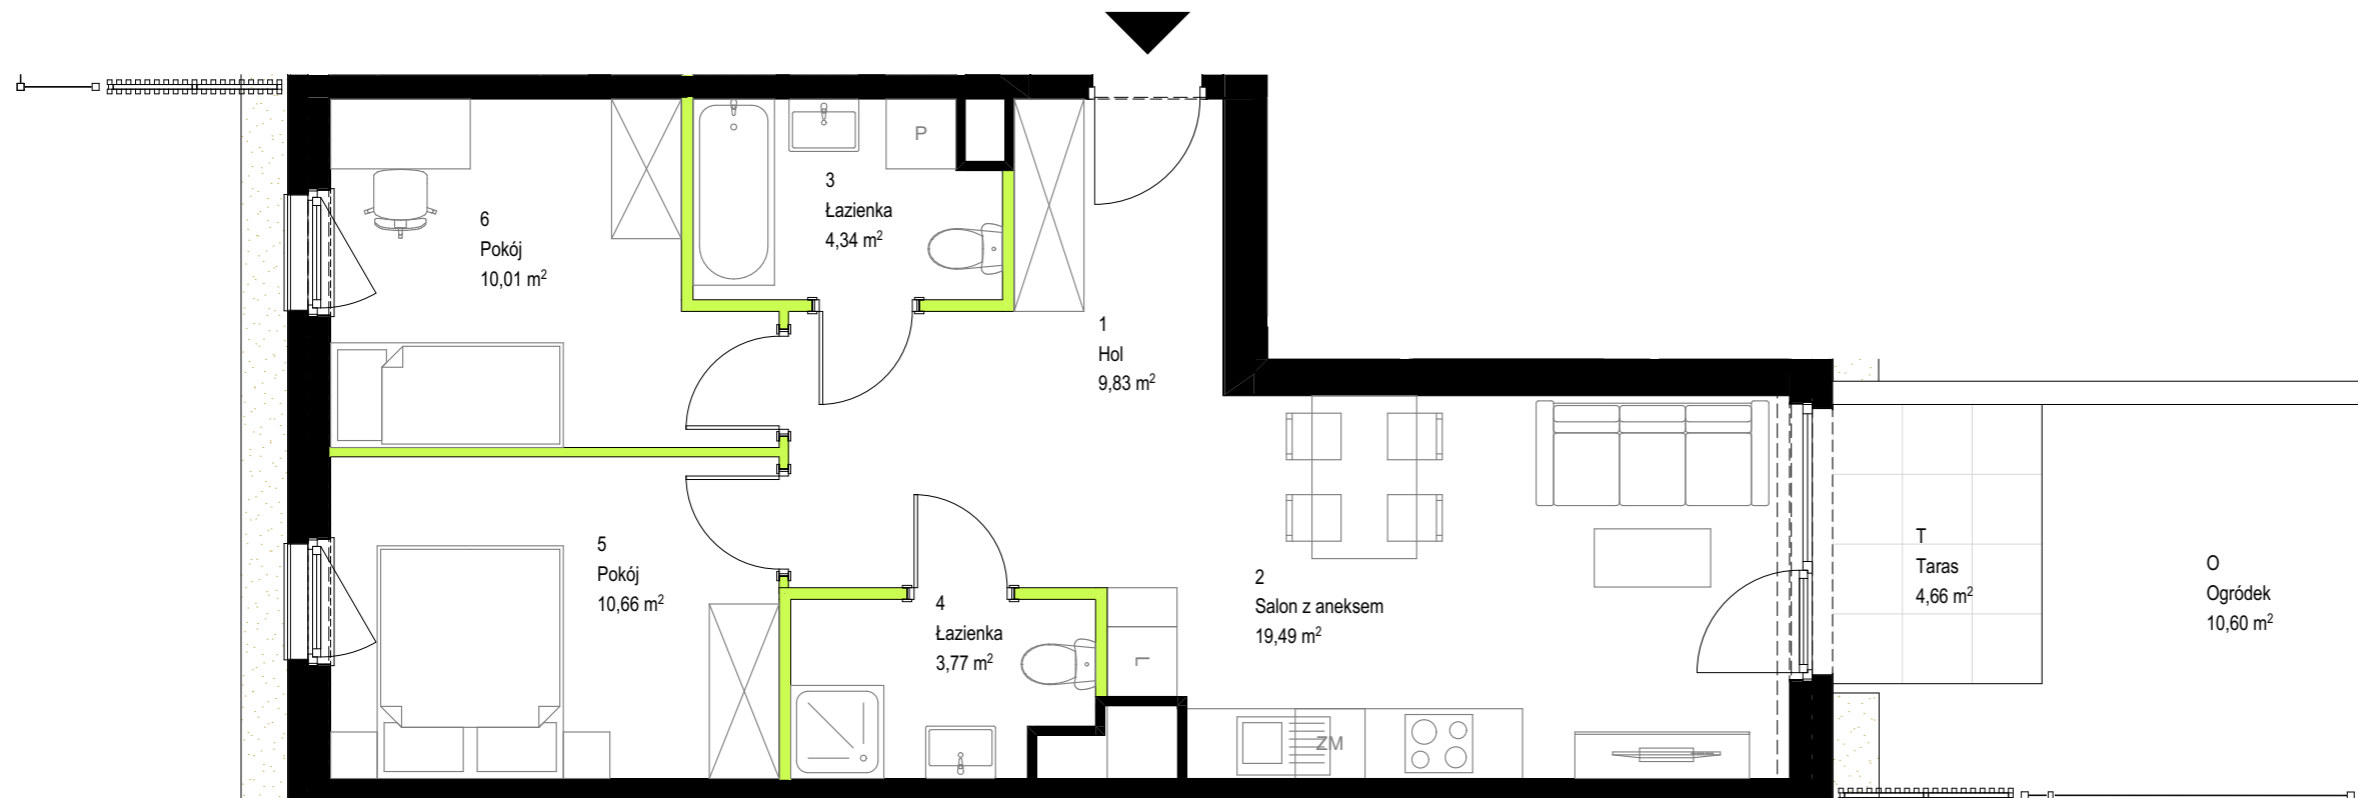 P
3
Łazienka
4,34 m²
6
Pokój
10,01 m²
1
Hol
9,83 m²
5
Pokój
10,66 m²
4
Łazienka
3,77 m²
L
2
Salon z aneksem
19,49 m²
ZM
T
Taras
4,66 m²
O
Ogródek
10,60 m²